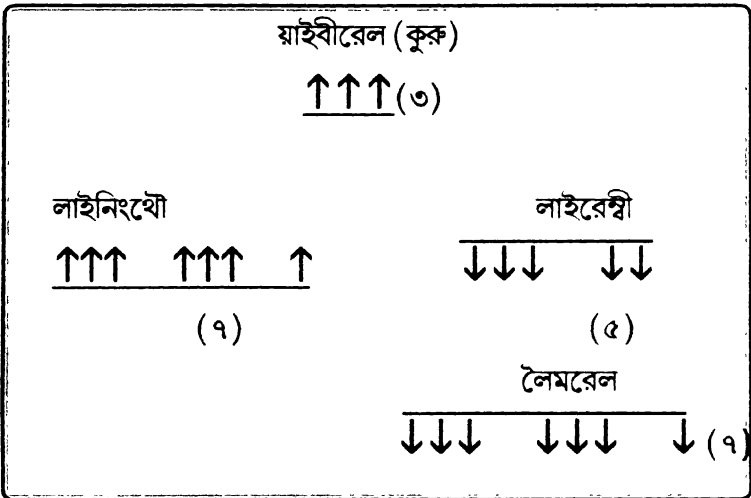 য়াইবীরেল (কুরু)
↑↑↑(৩)
লাইনিংথৌ
↑↑↑ ↑↑↑ ↑
(৭)
লাইরেম্বী
↓↓↓ ↓↓
(৫)
লৈমরেল
↓↓↓ ↓↓↓ ↓ (৭)